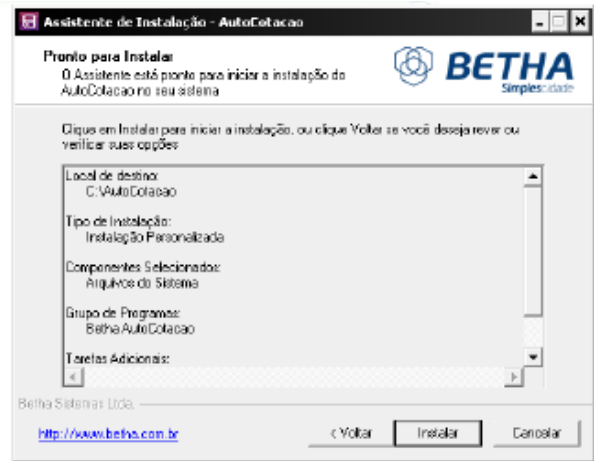 Assistente de Instalação - AutoCotacao
Pronto para Instalar
O Assistente está pronto para iniciar a instalação do
AutoCotacao no seu sistema
BETHA
Simplescidade
Clique em Instalar para iniciar a instalação, ou clique Voltar se você deseja rever ou
verificar suas opções
Local de destino:
C:\AutoCotacao
Tipo de Instalação:
Instalação Personalizada
Componentes Selecionados:
Arquivos do Sistema
Grupo de Programas:
Betha AutoCotacao
Tarefas Adicionais:
Betha Sistemas Ltda.
http://www.betha.com.br
< Voltar
Instalar
Cancelar